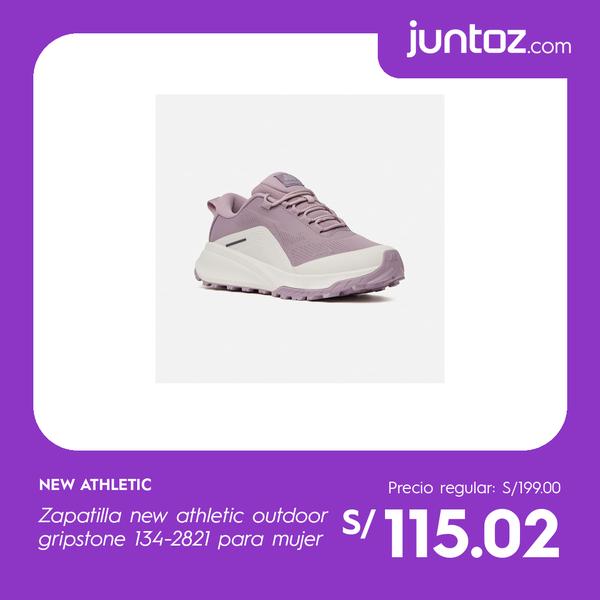 juntoz.com
NEW ATHLETIC
Zapatilla new athletic outdoor
gripstone 134-2821 para mujer
Precio regular: S/199.00
S/115.02